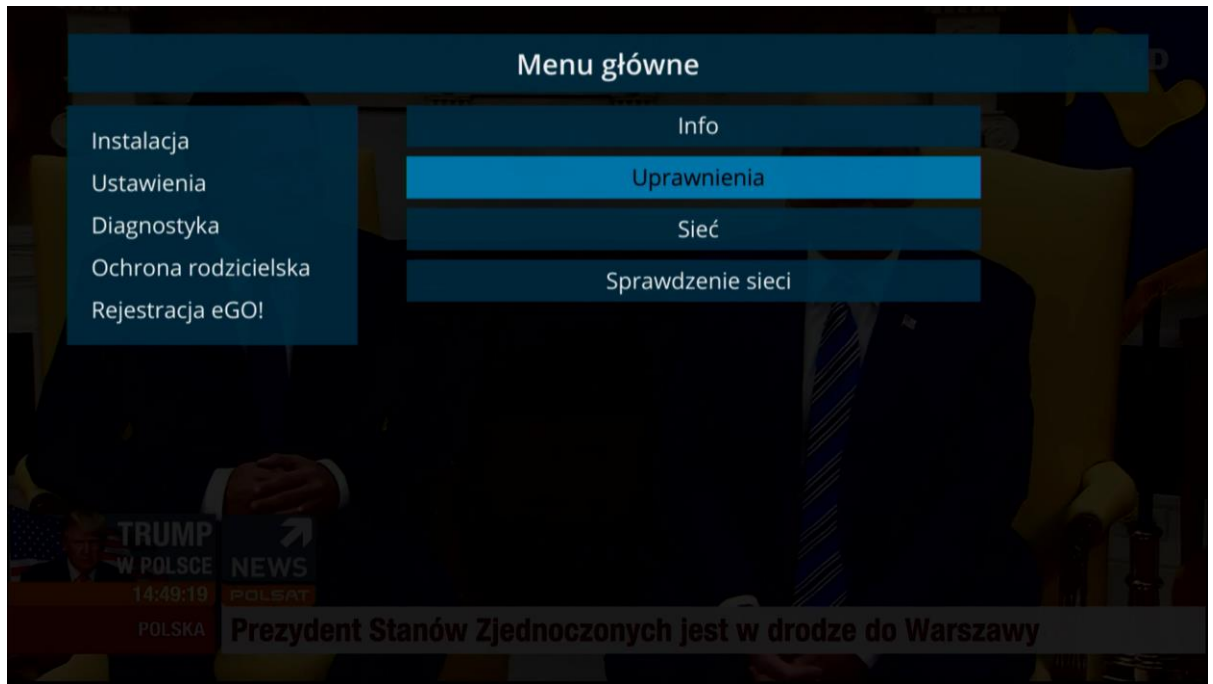 Menu główne
Instalacja
Ustawienia
Diagnostyka
Ochrona rodzicielska
Rejestracja eGO!
Info
Uprawnienia
Sieć
Sprawdzenie sieci
TRUMP
W POLSCE
14:49:19
NEWS
POLSAT
POLSKA
Prezydent Stanów Zjednoczonych jest w drodze do Warszawy